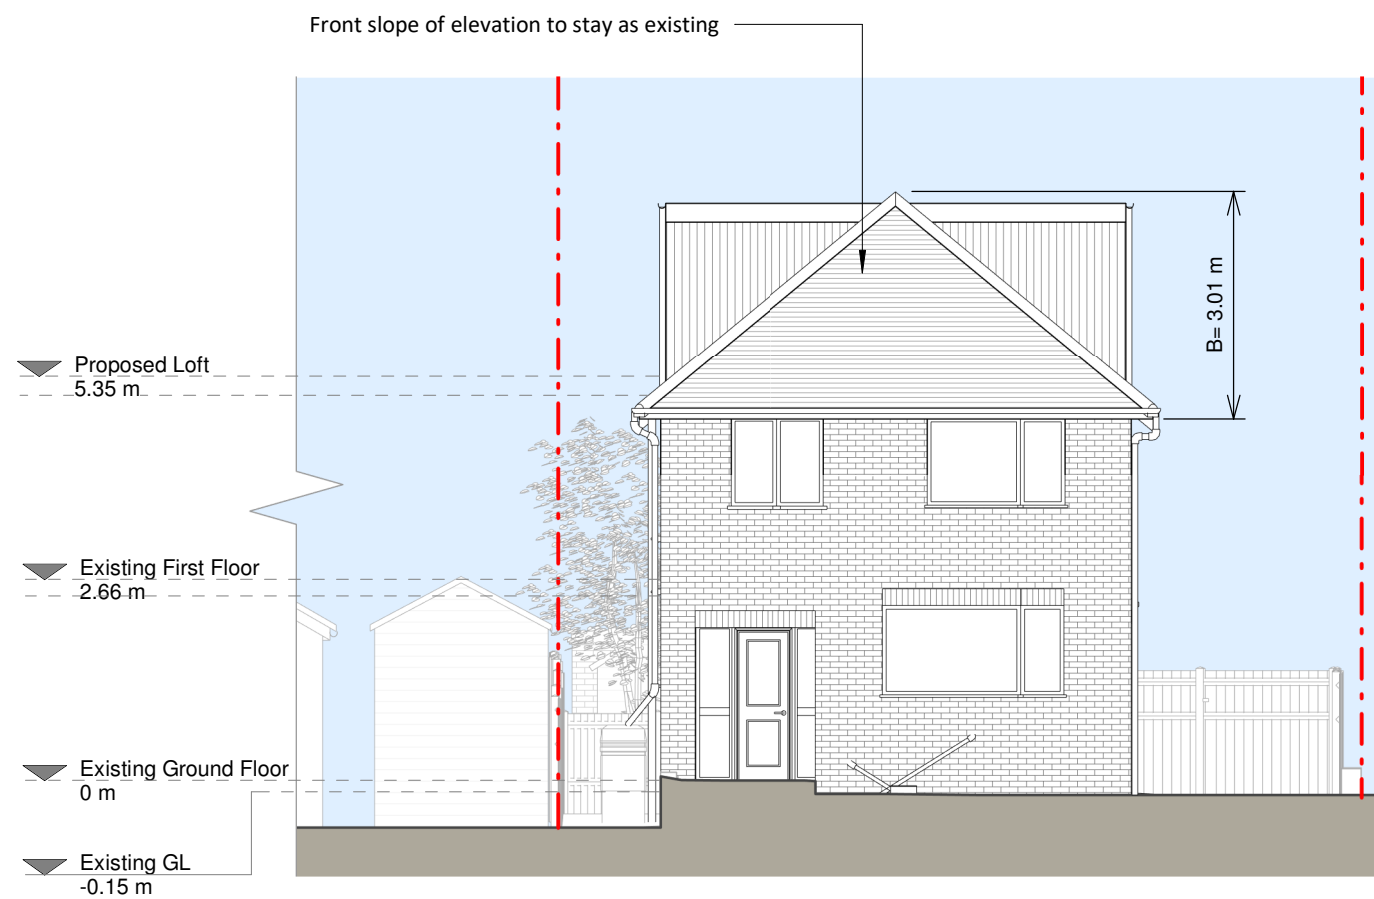 Front slope of elevation to stay as existing
B= 3.01 m
Proposed Loft
5.35 m
Existing First Floor
2.66 m
Existing Ground Floor
0 m
Existing GL
-0.15 m